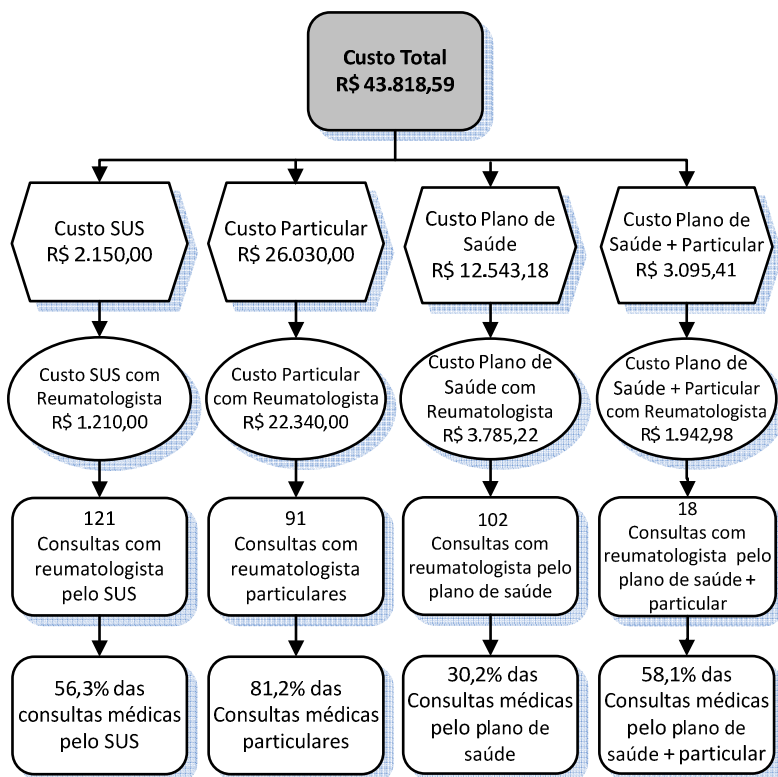 Custo Total
R$ 43.818,59
Custo SUS
R$ 2.150,00
Custo Particular
R$ 26.030,00
Custo Plano de
Saúde
R$ 12.543,18
Custo Plano de
Saúde + Particular
R$ 3.095,41
Custo SUS com
Reumatologista
R$ 1.210,00
Custo Particular
com Reumatologista
R$ 22.340,00
Custo Plano de
Saúde com
Reumatologista
R$ 3.785,22
Custo Plano de
Saúde + Particular
com Reumatologista
R$ 1.942,98
121
Consultas com
reumatologista
pelo SUS
91
Consultas com
reumatologista
particulares
102
Consultas com
reumatologista pelo
plano de saúde
18
Consultas com
reumatologista pelo
plano de saúde +
particular
56,3% das
consultas médicas
pelo SUS
81,2% das
Consultas médicas
particulares
30,2% das
Consultas médicas
pelo plano de
saúde
58,1% das
Consultas médicas
pelo plano de
saúde + particular